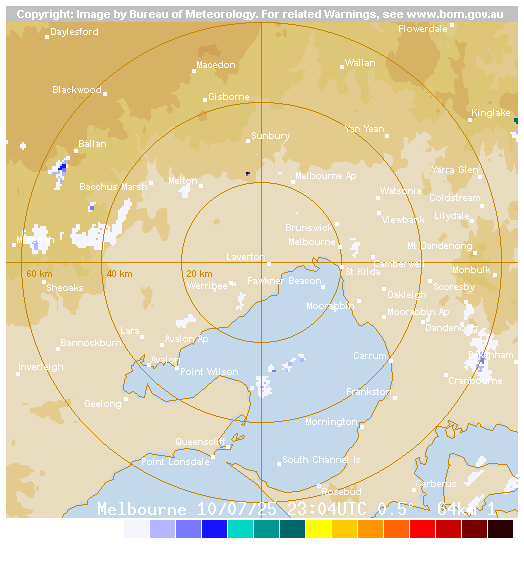 Copyright: Image by Bureau of Meteorology. For related Warnings, see www.bom.gov.au
Flowerdale
Daylesford
Macedon
Wallan
Blackwood
Gisborne
Kinglake
Yan Yean
Sunbury
Ballan
Yarra Glen
Melbourne Ap
Melton
Bacchus Marsh
Watsonia
Coldstream
Viewbank
Lilydale
Brunswick
Melbourne
Mt Dandenong
Laverton
Camberwell
St Kilda
Monbulk
60 km
40 km
20 km
Fawkner Beacon
Werribee
Sheoaks
Scoresby
Oakleigh
Moorabbin
Moorabbin Ap
Dandenong
Lara
Avalon Ap
Bannockburn
Avalon
Carrum
Pakenham
Inverleigh
Point Wilson
Cranbourne
Frankston
Geelong
Mornington
Queenscliff
Point Lonsdale
South Channel Is
Cerberus
Rosebud
Melbourne 10/07/25 23:04UTC 0.5° 64km 1